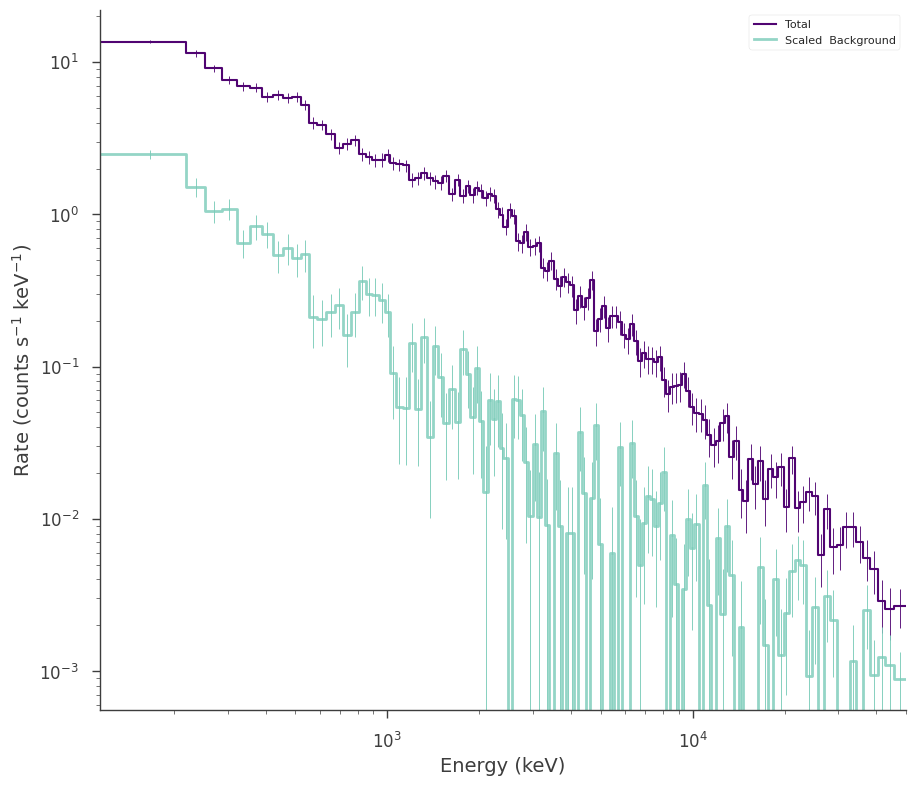 Total
Scaled  Background
10¹
10⁰
10⁻¹
10⁻²
10⁻³
Rate (counts s⁻¹ keV⁻¹)
10³
10⁴
Energy (keV)